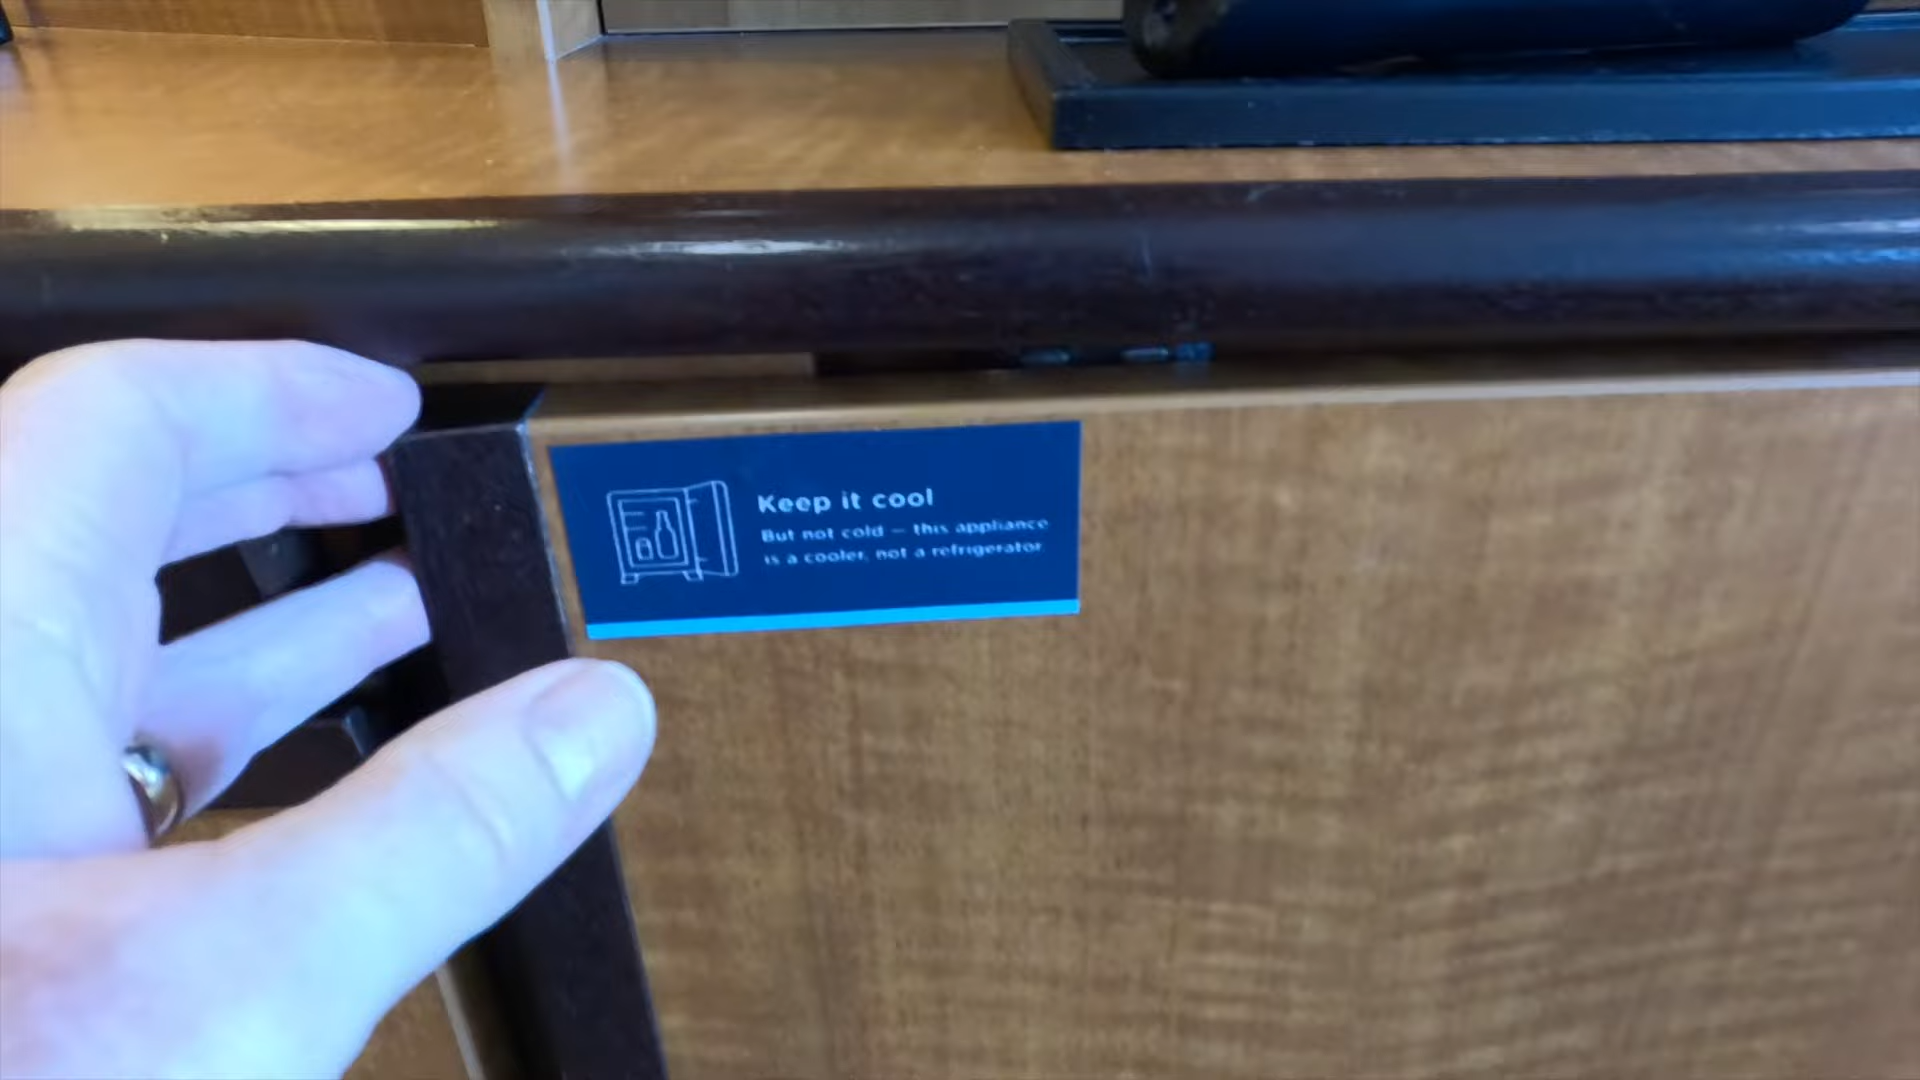 Keep it cool
But not cold – this appliance
is a cooler, not a refrigerator